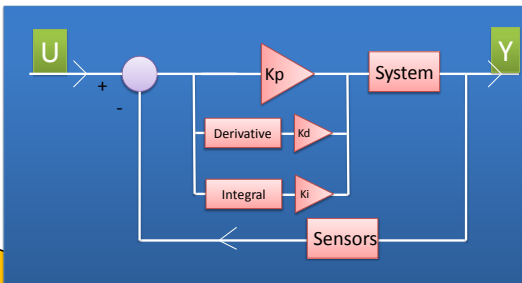 U
Y
Kp
System
+
-
Derivative
Kd
Integral
Ki
Sensors